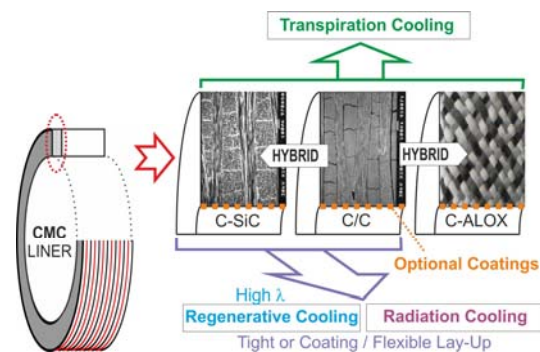 Transpiration Cooling
HYBRID
HYBRID
CMC
LINER
C-SiC
C/C
C-ALOX
Optional Coatings
High λ
Regenerative Cooling
Radiation Cooling
Tight or Coating / Flexible Lay-Up